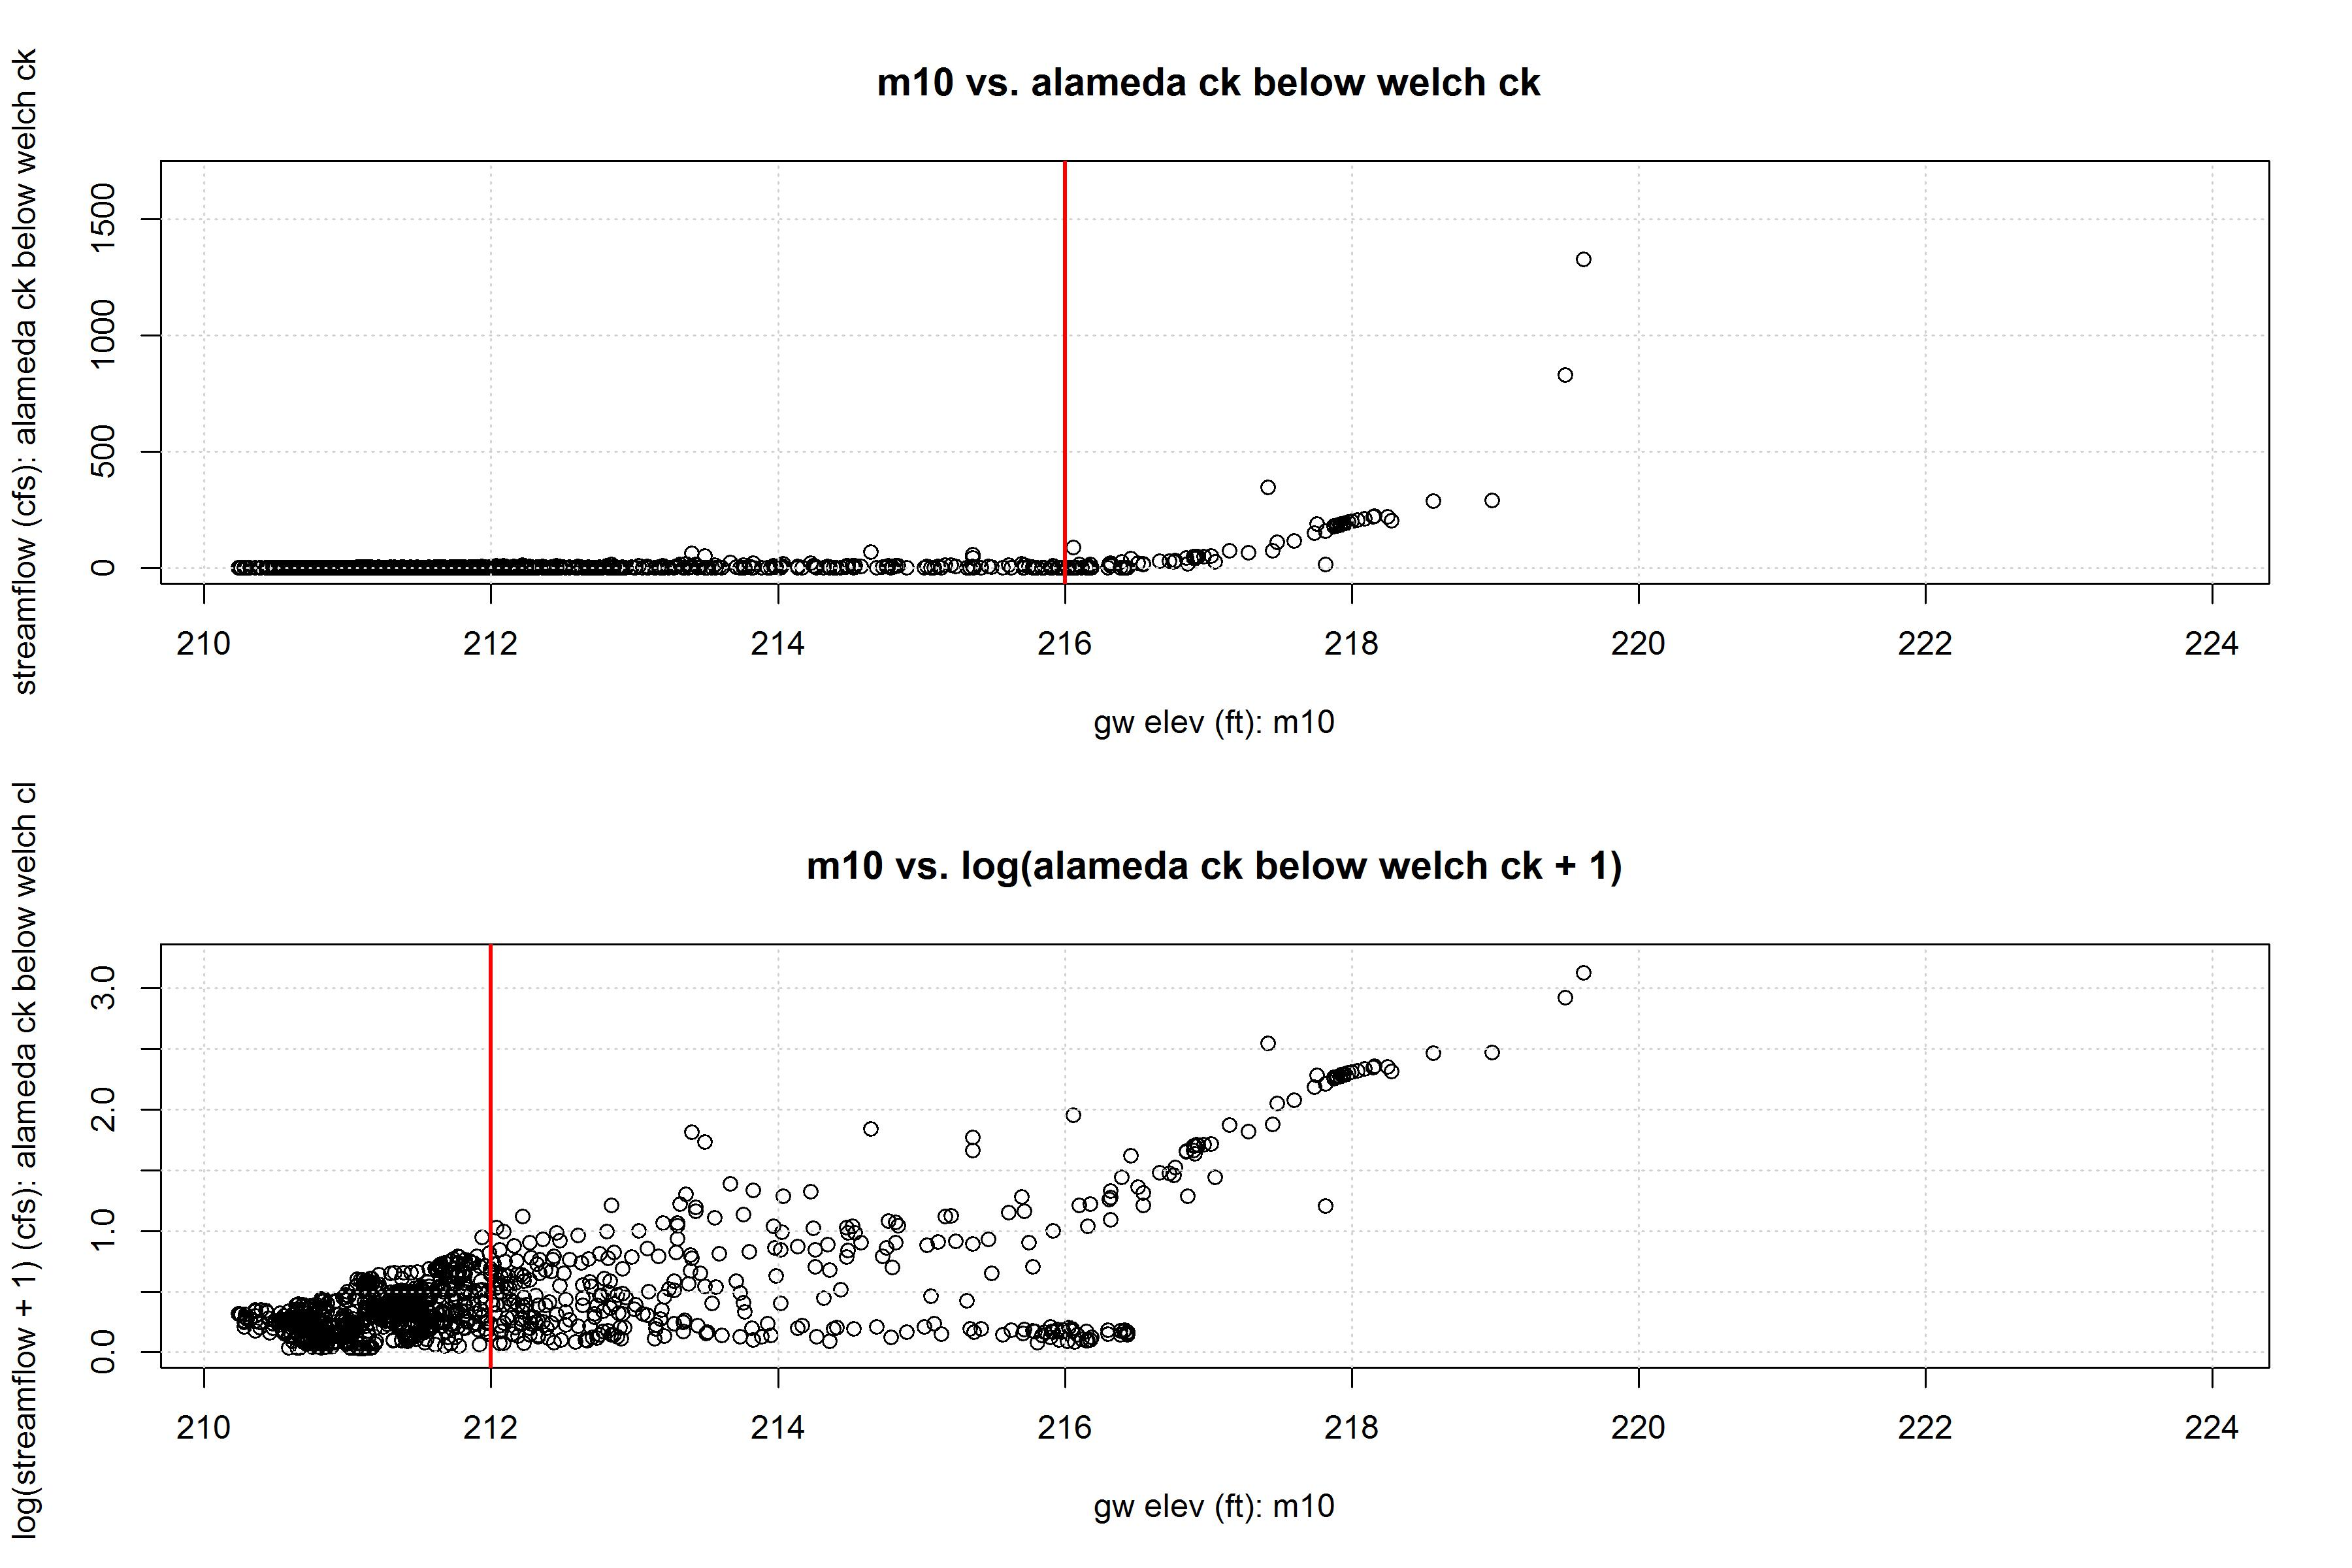 m10 vs. alameda ck below welch ck
streamflow (cfs): alameda ck below welch ck
1500
1000
500
0
210 212 214 216 218 220 222 224
gw elev (ft): m10
m10 vs. log(alameda ck below welch ck + 1)
log(streamflow + 1) (cfs): alameda ck below welch cl
3.0
2.0
1.0
0.0
210 212 214 216 218 220 222 224
gw elev (ft): m10